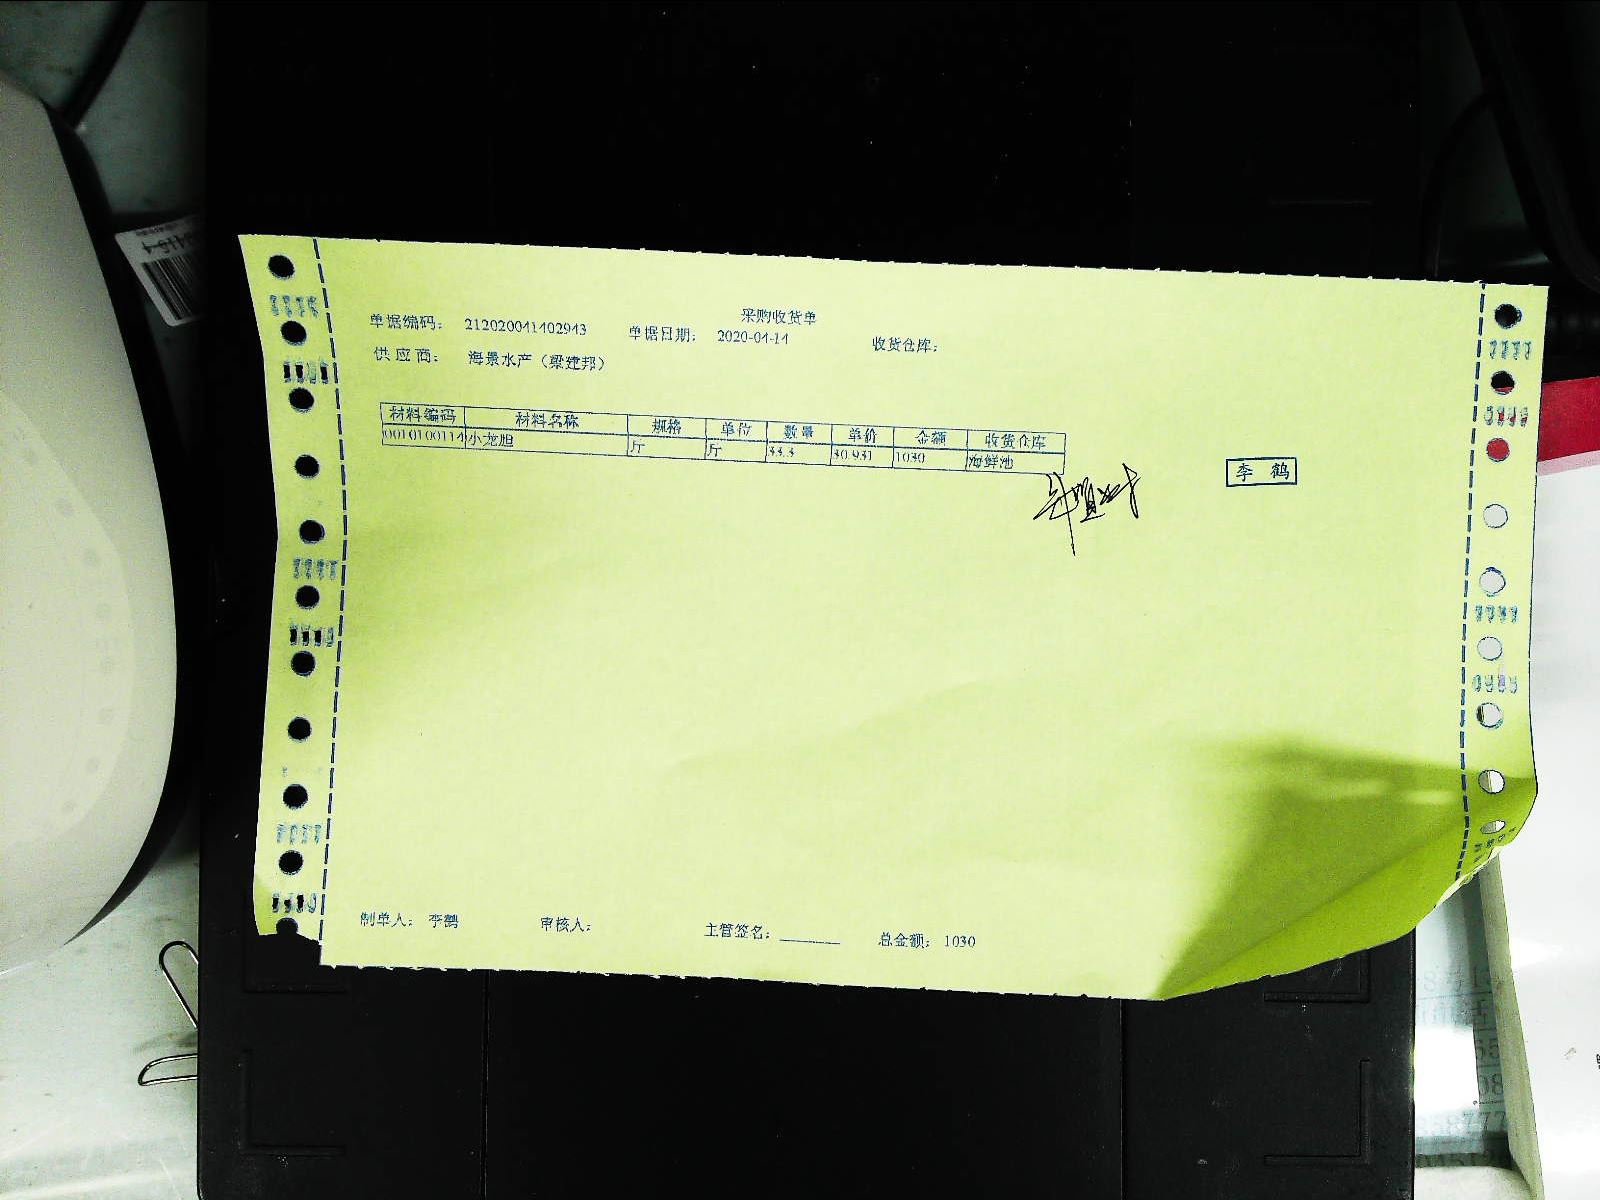 采购收货单
单据编码： 212020041402943 单据日期： 2020-04-14 收货仓库：
供应商： 海景水产（梁建邦）
材料编码 材料名称 规格 单位 数量 单价 金额 收货仓库
0010100114 小龙胆 斤 斤 33.3 30.931 1030 海鲜池
李鹤
制单人： 李鹤 审核人： 主管签名：________ 总金额： 1030